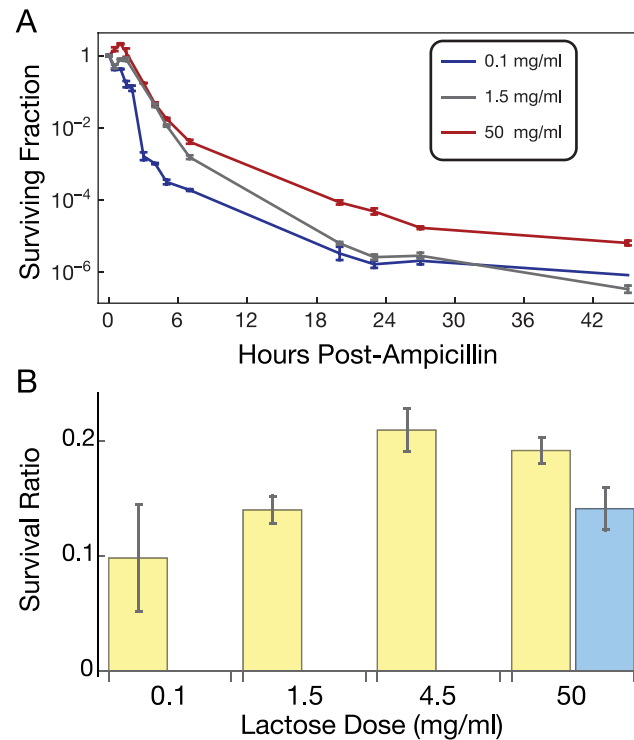 A
Surviving Fraction
1
10⁻²
10⁻⁴
10⁻⁶
0.1 mg/ml
1.5 mg/ml
50 mg/ml
0 6 12 18 24 30 36 42
Hours Post-Ampicillin
B
Survival Ratio
0.2
0.1
0
0.1 1.5 4.5 50
Lactose Dose (mg/ml)